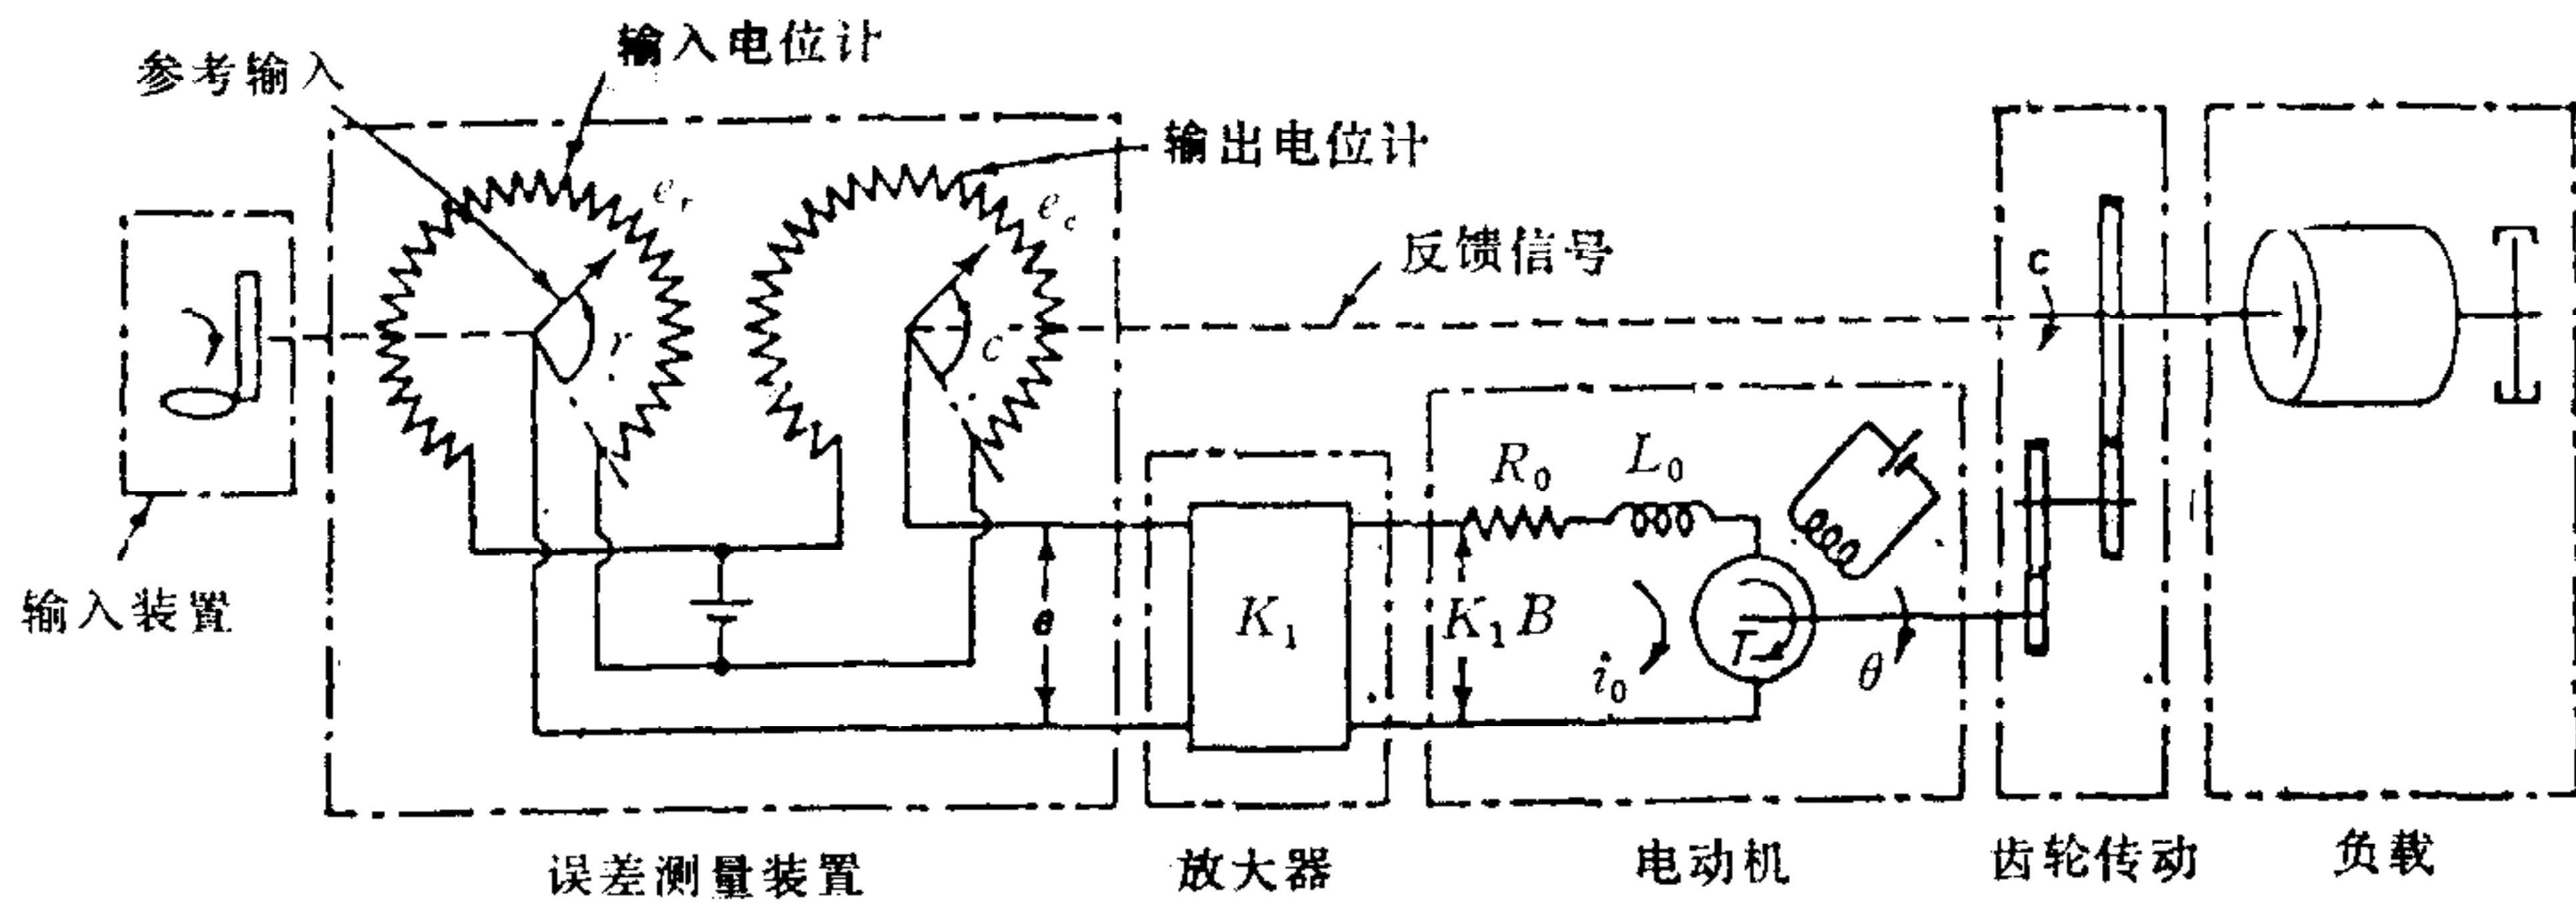 输入电位计
参考输入
输出电位计
e_r
e_c
反馈信号
c
r
c
R_0
L_0
输入装置
e
K_1
K_1 B
i_0
T
θ
误差测量装置
放大器
电动机
齿轮传动
负载